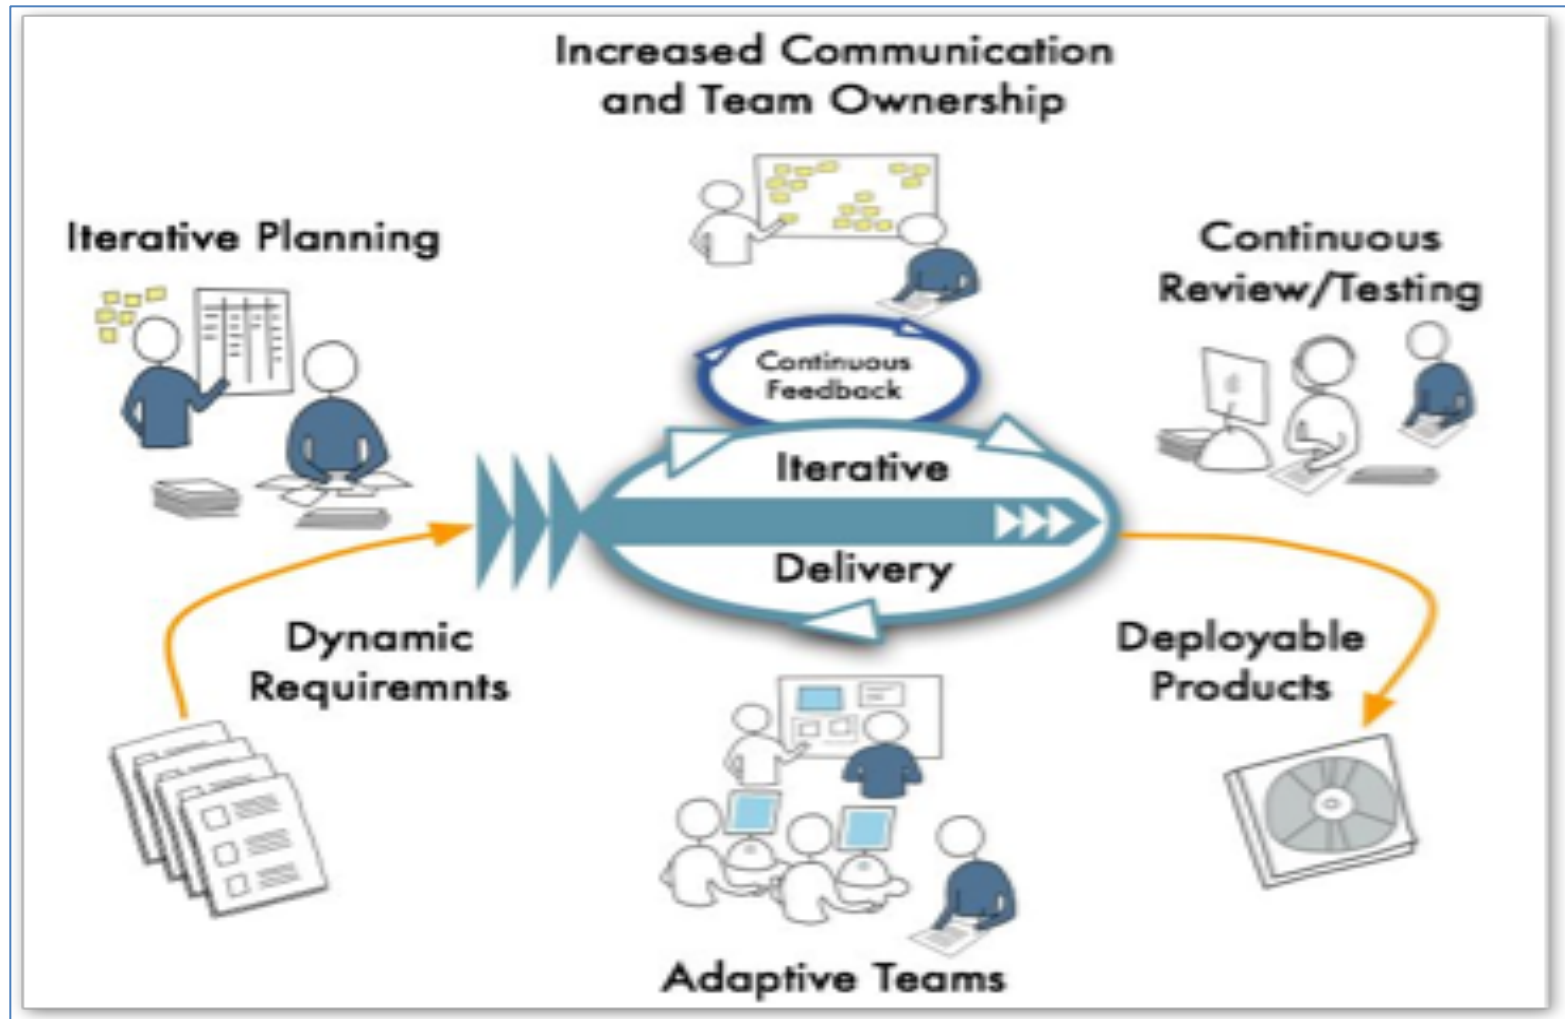 Increased Communication
and Team Ownership
Iterative Planning
Continuous
Review/Testing
Continuous
Feedback
Iterative
Delivery
Dynamic
Requiremnts
Deployable
Products
Adaptive Teams